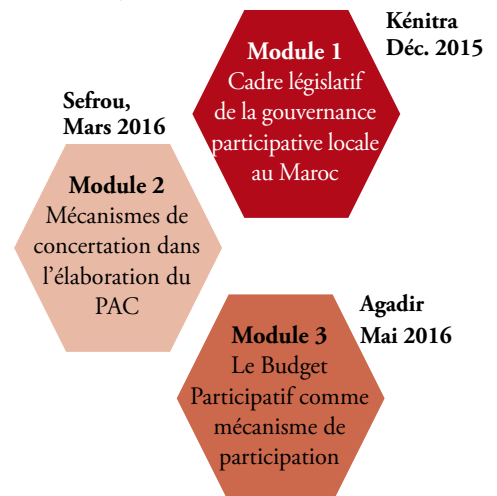 Kénitra
Déc. 2015
Module 1
Cadre législatif
de la gouvernance
participative locale
au Maroc
Sefrou,
Mars 2016
Module 2
Mécanismes de
concertation dans
l’élaboration du
PAC
Agadir
Mai 2016
Module 3
Le Budget
Participatif comme
mécanisme de
participation